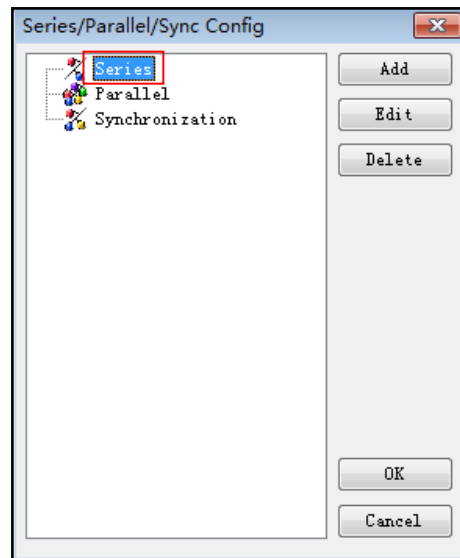 Series/Parallel/Sync Config
Series
Parallel
Synchronization
Add
Edit
Delete
OK
Cancel